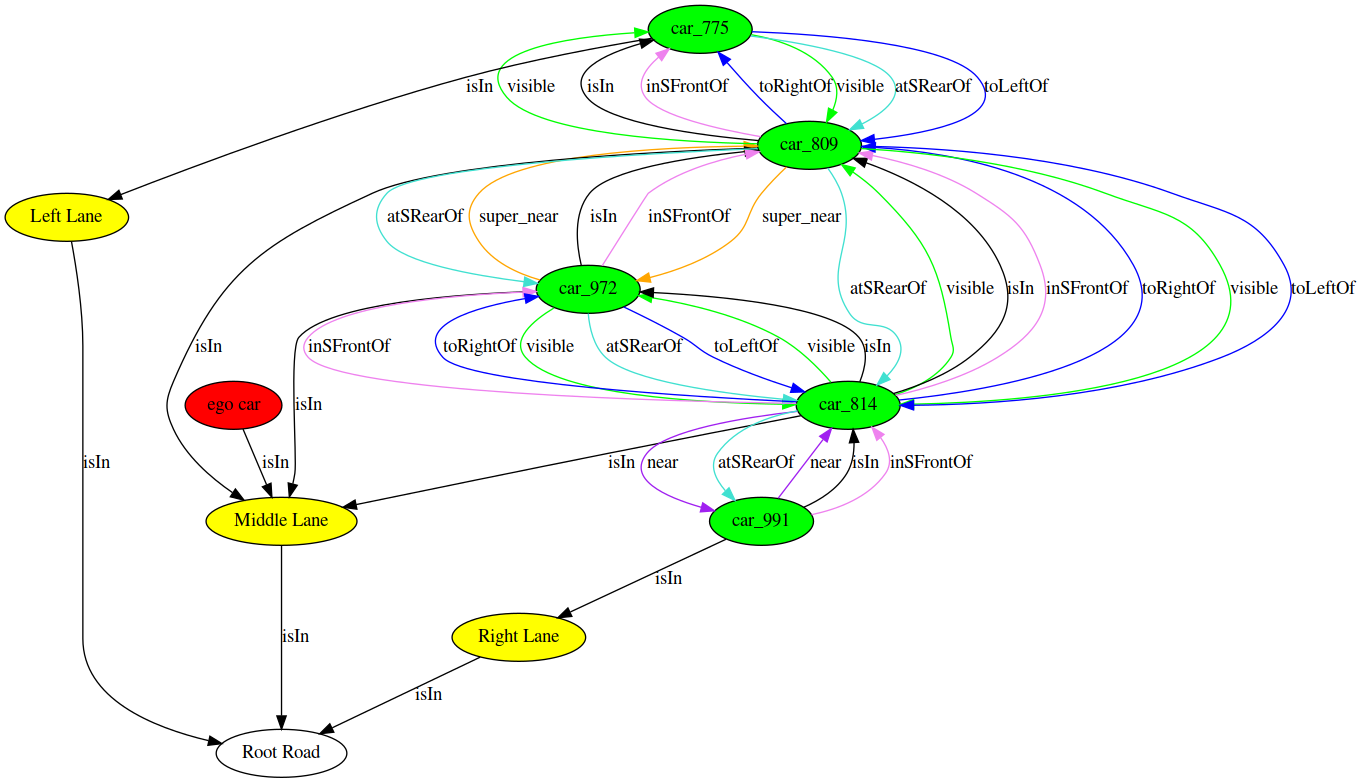 car_775
isIn visible isIn inSFrontOf toRightOf visible atSRearOf toLeftOf
car_809
Left Lane atSRearOf super_near isIn inSFrontOf super_near
car_972 atSRearOf visible isIn inSFrontOf toRightOf visible toLeftOf
isIn inSFrontOf toRightOf visible atSRearOf toLeftOf visible isIn
ego car isIn car_814
isIn isIn isIn near atSRearOf near isIn inSFrontOf
Middle Lane car_991
isIn
isIn Right Lane
isIn
Root Road